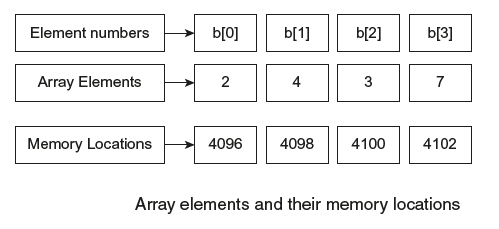 Element numbers b[0] b[1] b[2] b[3]
Array Elements 2 4 3 7
Memory Locations 4096 4098 4100 4102
Array elements and their memory locations